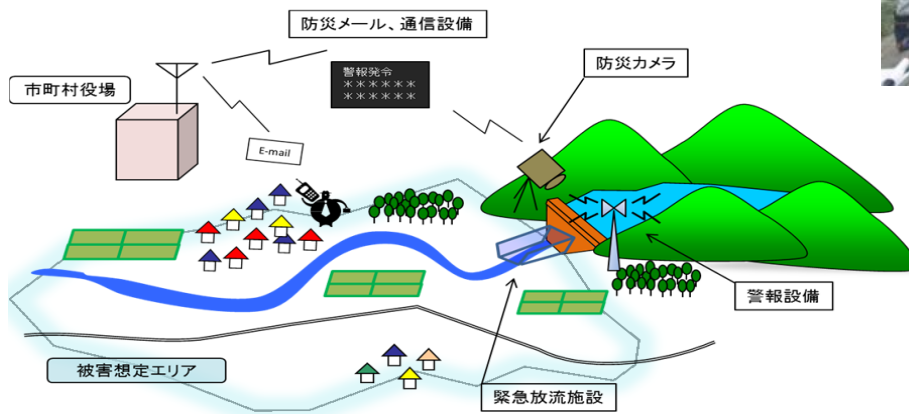 防災メール、通信設備
防災カメラ
市町村役場
警報発令
＊＊＊＊＊＊
＊＊＊＊＊＊
E-mail
警報設備
被害想定エリア
緊急放流施設